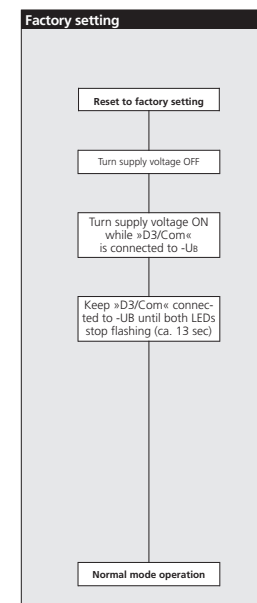 Factory setting
Reset to factory setting
Turn supply voltage OFF
Turn supply voltage ON
while »D3/Com«
is connected to -UB
Keep »D3/Com« connec-
ted to -UB until both LEDs
stop flashing (ca. 13 sec)
Normal mode operation